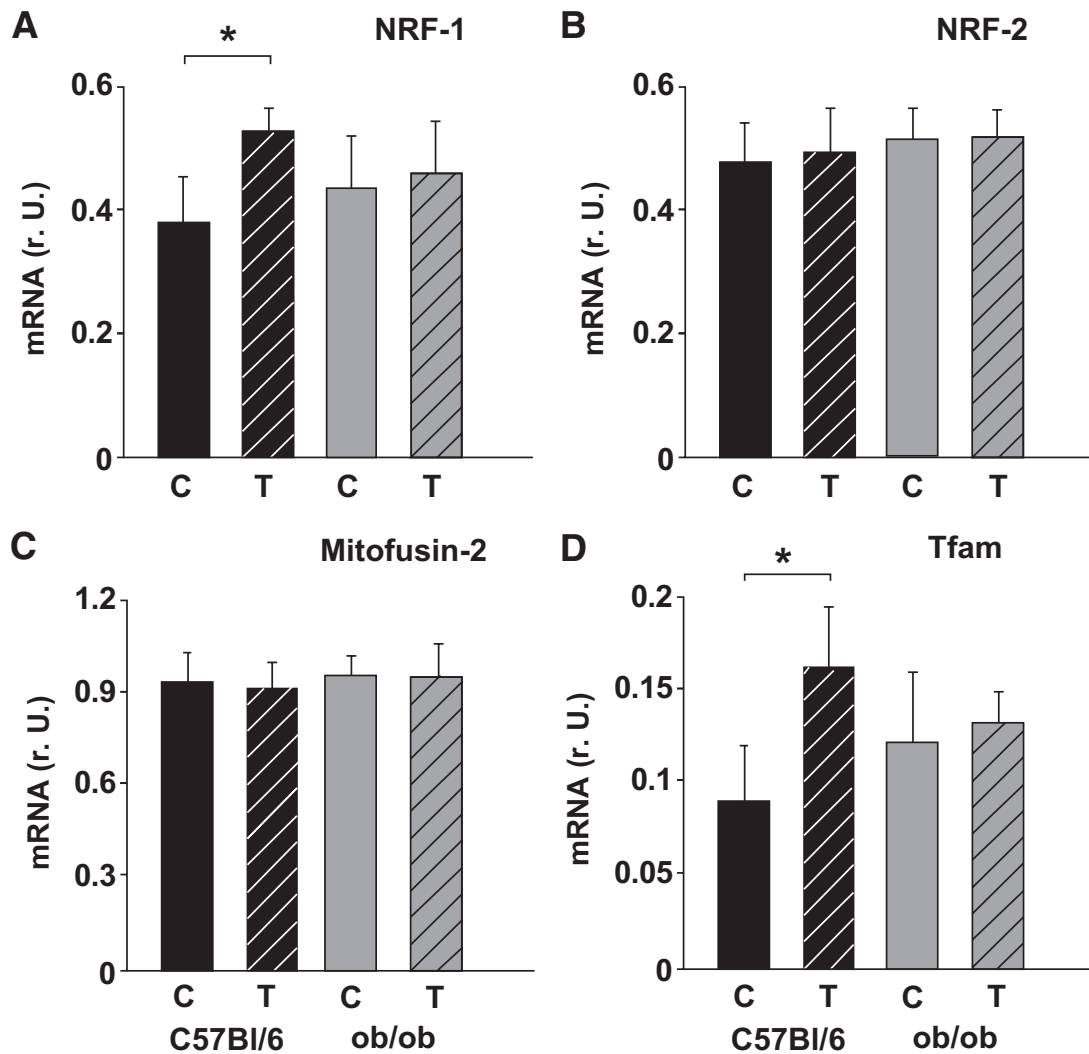 A
NRF-1
*
0.6
0.4
0.2
0
mRNA (r. U.)
C T C T
B
NRF-2
0.6
0.4
0.2
0
mRNA (r. U.)
C T C T
C
Mitofusin-2
1.2
0.9
0.6
0.3
0
mRNA (r. U.)
C T C T
C57Bl/6 ob/ob
D
Tfam
*
0.2
0.15
0.1
0.05
0
mRNA (r. U.)
C T C T
C57Bl/6 ob/ob